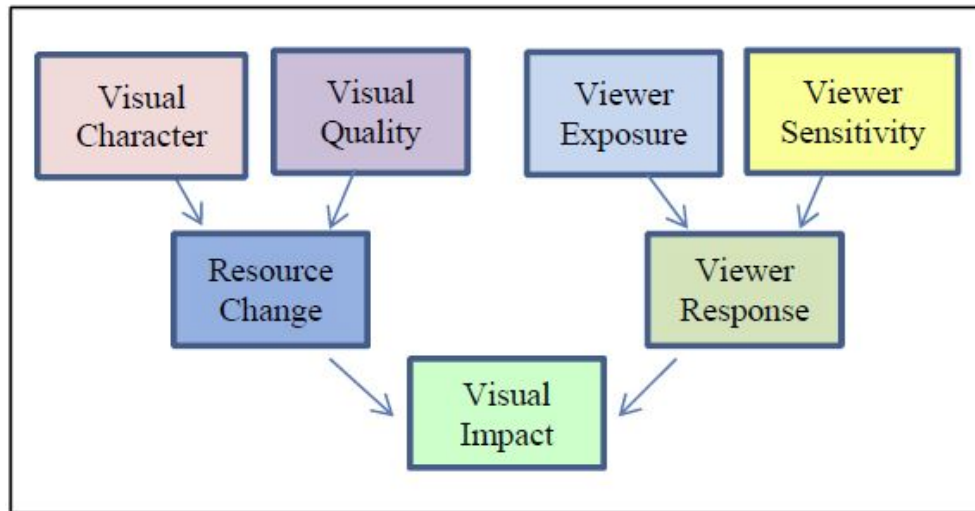 Visual
Character
Visual
Quality
Viewer
Exposure
Viewer
Sensitivity
Resource
Change
Viewer
Response
Visual
Impact